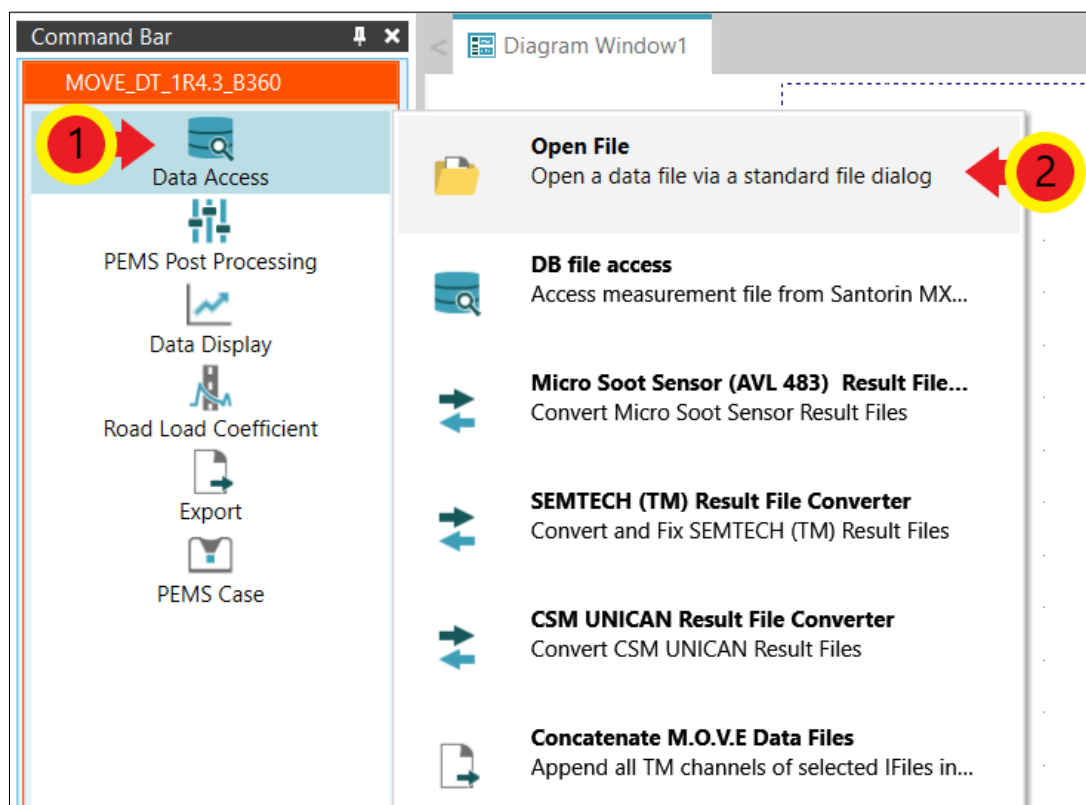 Command Bar
Diagram Window1
MOVE_DT_1R4.3_B360
1
Data Access
PEMS Post Processing
Data Display
Road Load Coefficient
Export
PEMS Case
Open File
Open a data file via a standard file dialog
2
DB file access
Access measurement file from Santorin MX...
Micro Soot Sensor (AVL 483)  Result File...
Convert Micro Soot Sensor Result Files
SEMTECH (TM) Result File Converter
Convert and Fix SEMTECH (TM) Result Files
CSM UNICAN Result File Converter
Convert CSM UNICAN Result Files
Concatenate M.O.V.E Data Files
Append all TM channels of selected IFiles in...